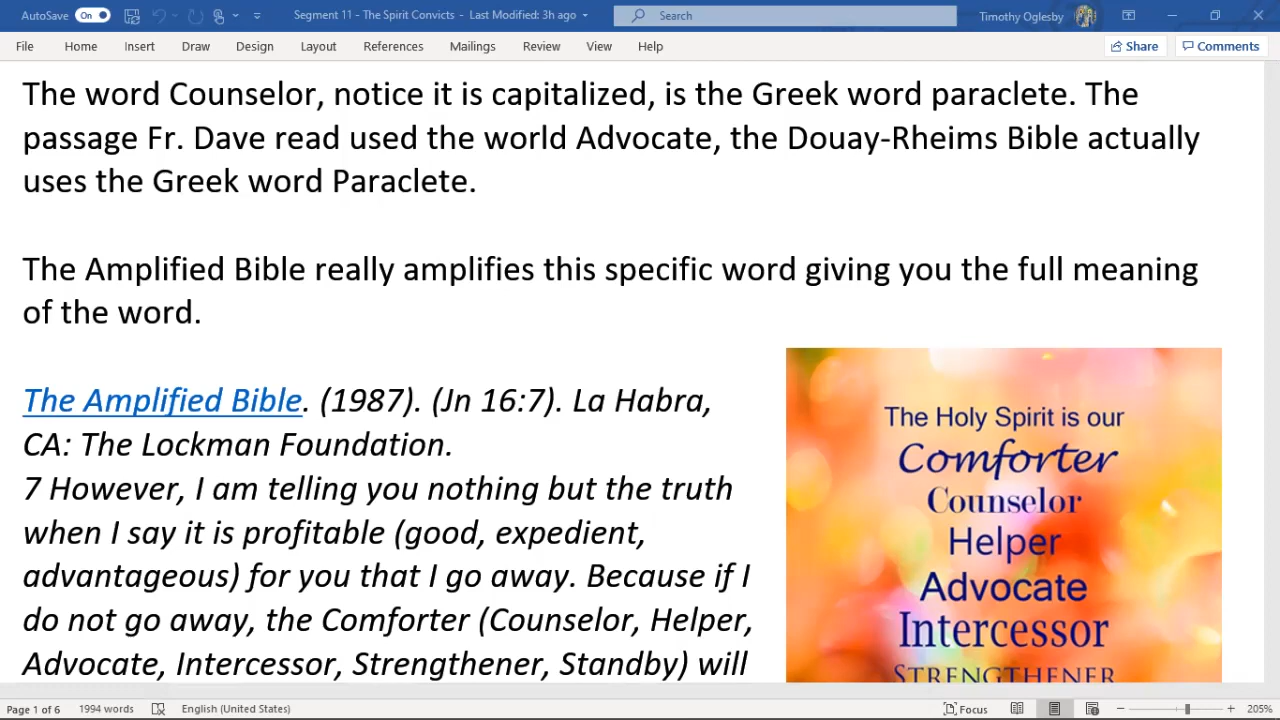 AutoSave On Segment 11 - The Spirit Convicts - Last Modified: 3h ago Search Timothy Oglesby
File Home Insert Draw Design Layout References Mailings Review View Help Share Comments
The word Counselor, notice it is capitalized, is the Greek word paraclete. The
passage Fr. Dave read used the world Advocate, the Douay-Rheims Bible actually
uses the Greek word Paraclete.
The Amplified Bible really amplifies this specific word giving you the full meaning
of the word.
The Amplified Bible. (1987). (Jn 16:7). La Habra,
CA: The Lockman Foundation.
7 However, I am telling you nothing but the truth
when I say it is profitable (good, expedient,
advantageous) for you that I go away. Because if I
do not go away, the Comforter (Counselor, Helper,
Advocate, Intercessor, Strengthener, Standby) will
The Holy Spirit is our
Comforter
Counselor
Helper
Advocate
Intercessor
STRENGTHENER
Page 1 of 6 1994 words English (United States) Focus 205%